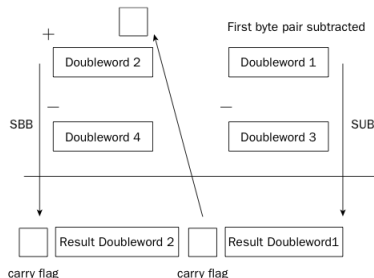 First byte pair subtracted
+
Doubleword 2
Doubleword 1
—
—
SBB
SUB
Doubleword 4
Doubleword 3
Result Doubleword 2
Result Doubleword1
carry flag
carry flag